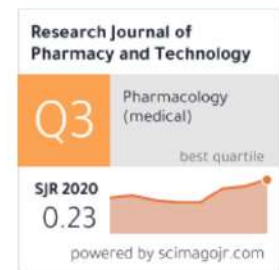 Research Journal of
Pharmacy and Technology
Q3
Pharmacology
(medical)
best quartile
SJR 2020
0.23
powered by scimagojr.com